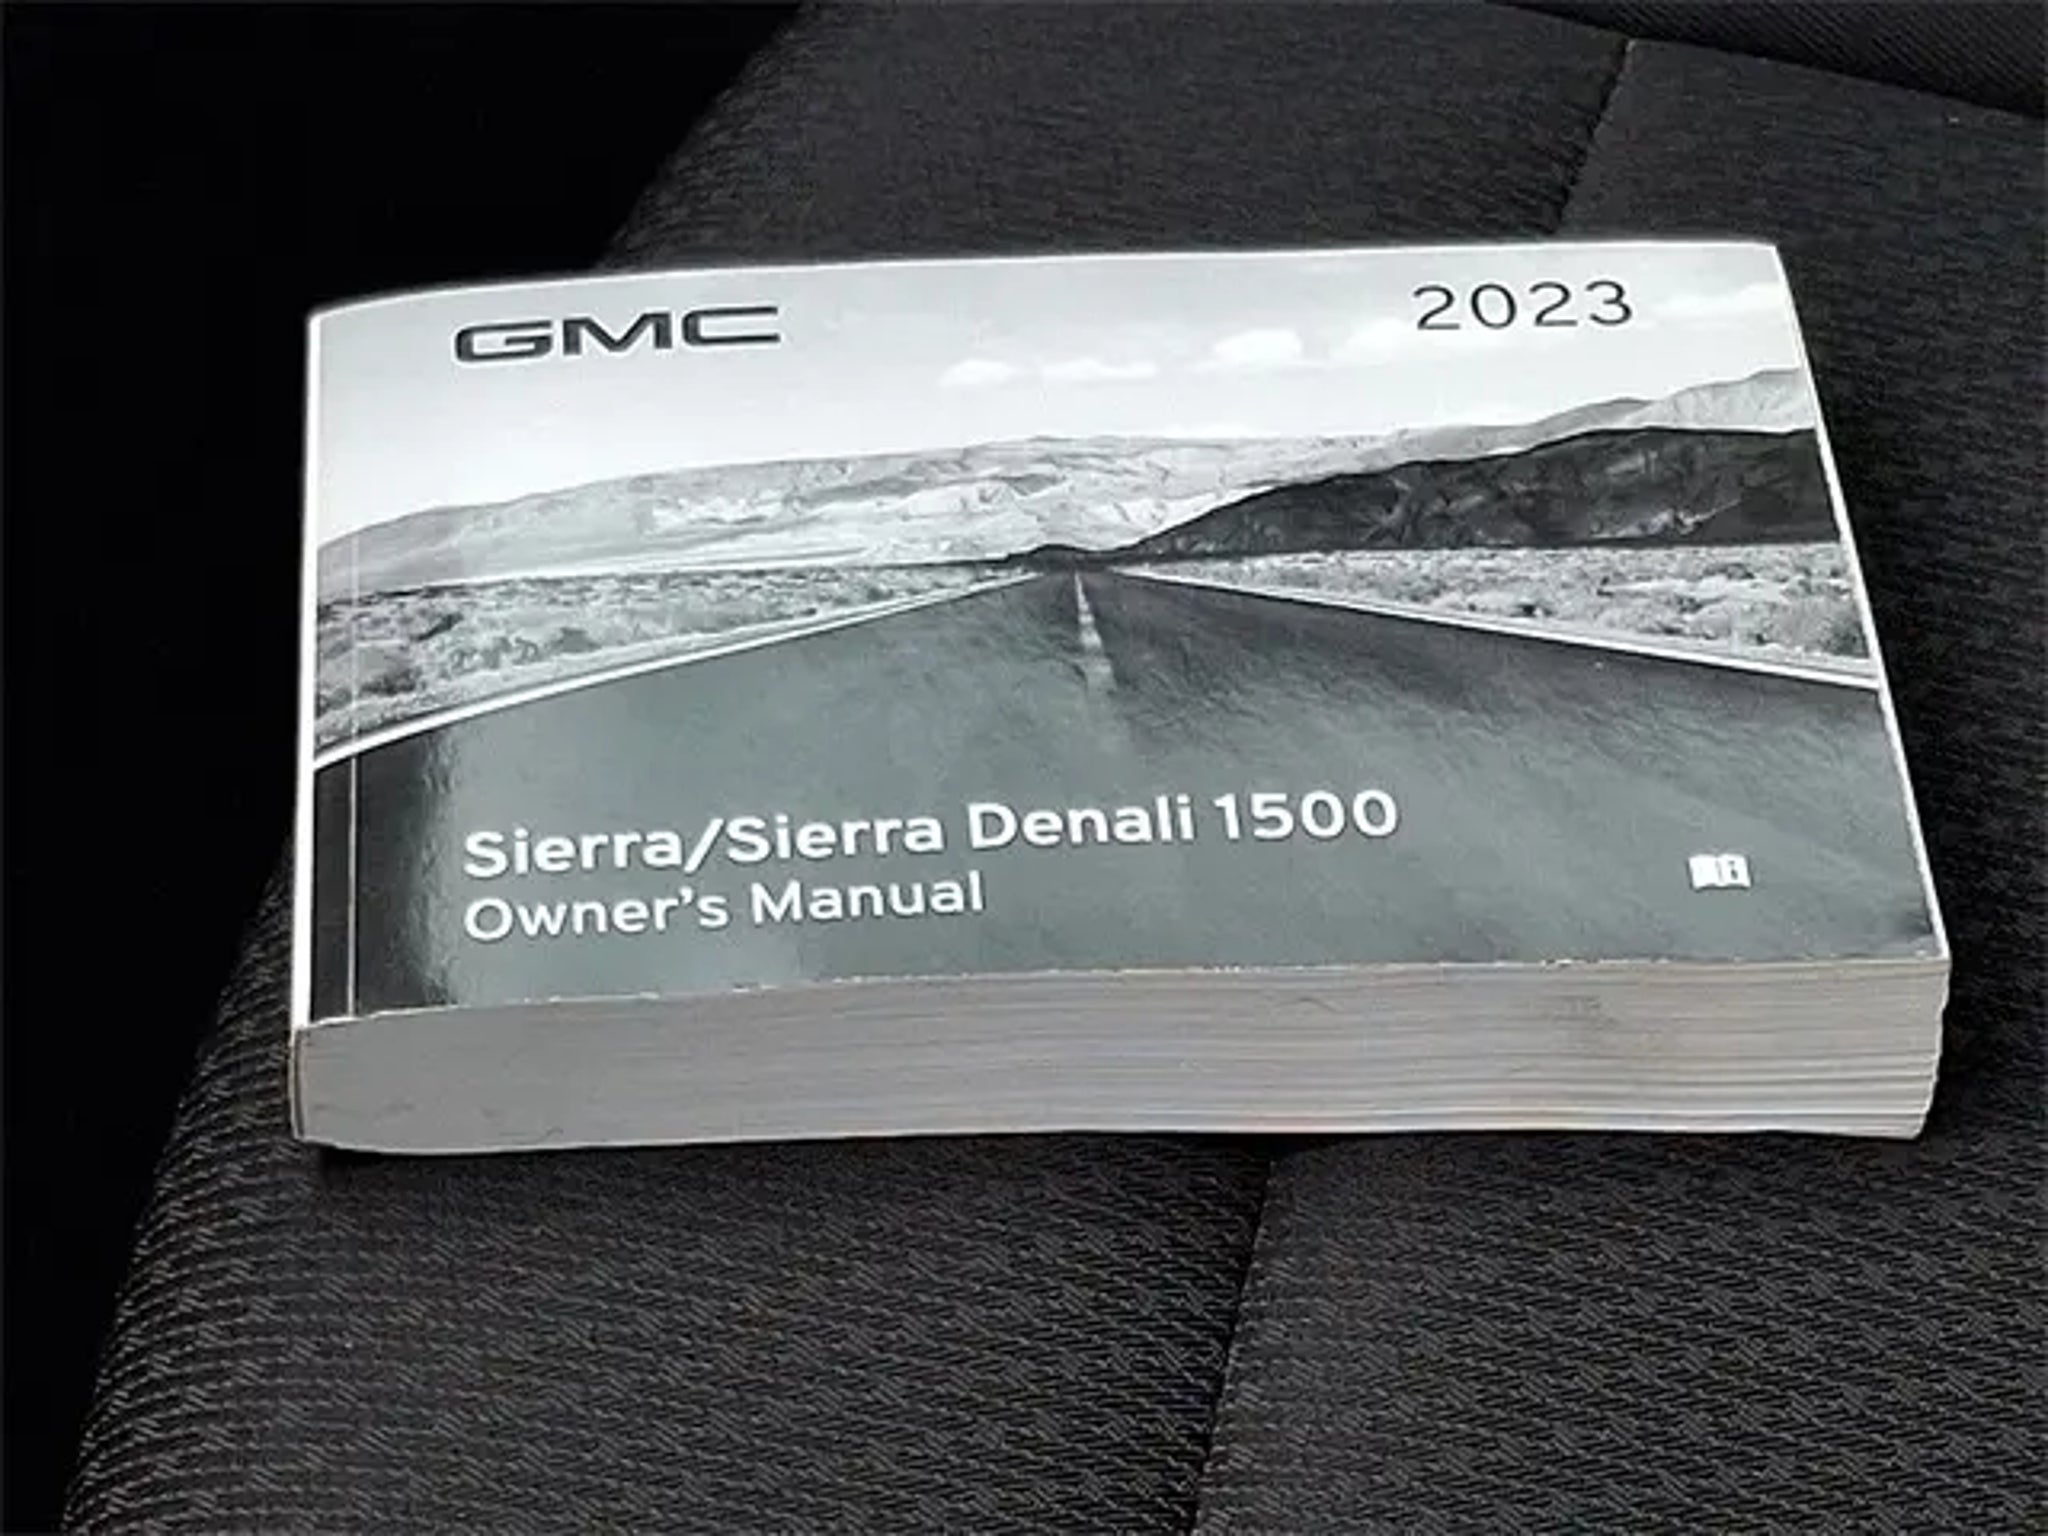 GMC 2023
Sierra/Sierra Denali 1500
Owner's Manual